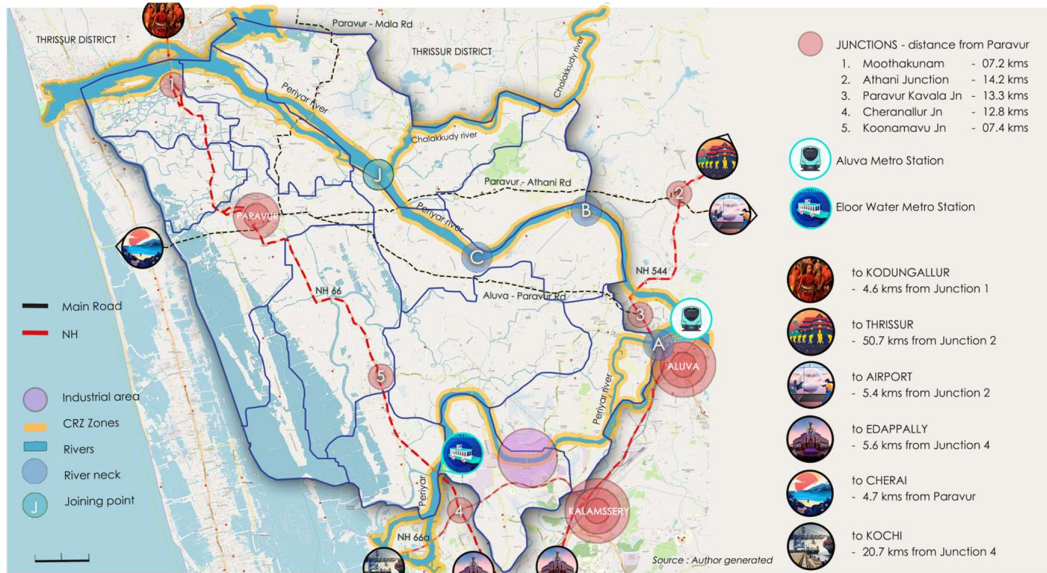 Paravur - Mala Rd
THRISSUR DISTRICT
THRISSUR DISTRICT
Chalakkudy river
Periyar river
1
Chalakkudy river
J
Paravur - Athani Rd
2
PARAVUR
Periyar river
B
C
NH 544
NH 66
Aluva - Paravur Rd
3
A
ALUVA
5
Periyar river
Periyar
4
KALAMSSERY
NH 66a
Main Road
NH
Industrial area
CRZ Zones
Rivers
River neck
J Joining point
Source : Author generated
JUNCTIONS - distance from Paravur
1. Moothakunam - 07.2 kms
2. Athani Junction - 14.2 kms
3. Paravur Kavala Jn - 13.3 kms
4. Cheranallur Jn - 12.8 kms
5. Koonamavu Jn - 07.4 kms
Aluva Metro Station
Eloor Water Metro Station
to KODUNGALLUR
- 4.6 kms from Junction 1
to THRISSUR
- 50.7 kms from Junction 2
to AIRPORT
- 5.4 kms from Junction 2
to EDAPPALLY
- 5.6 kms from Junction 4
to CHERAI
- 4.7 kms from Paravur
to KOCHI
- 20.7 kms from Junction 4